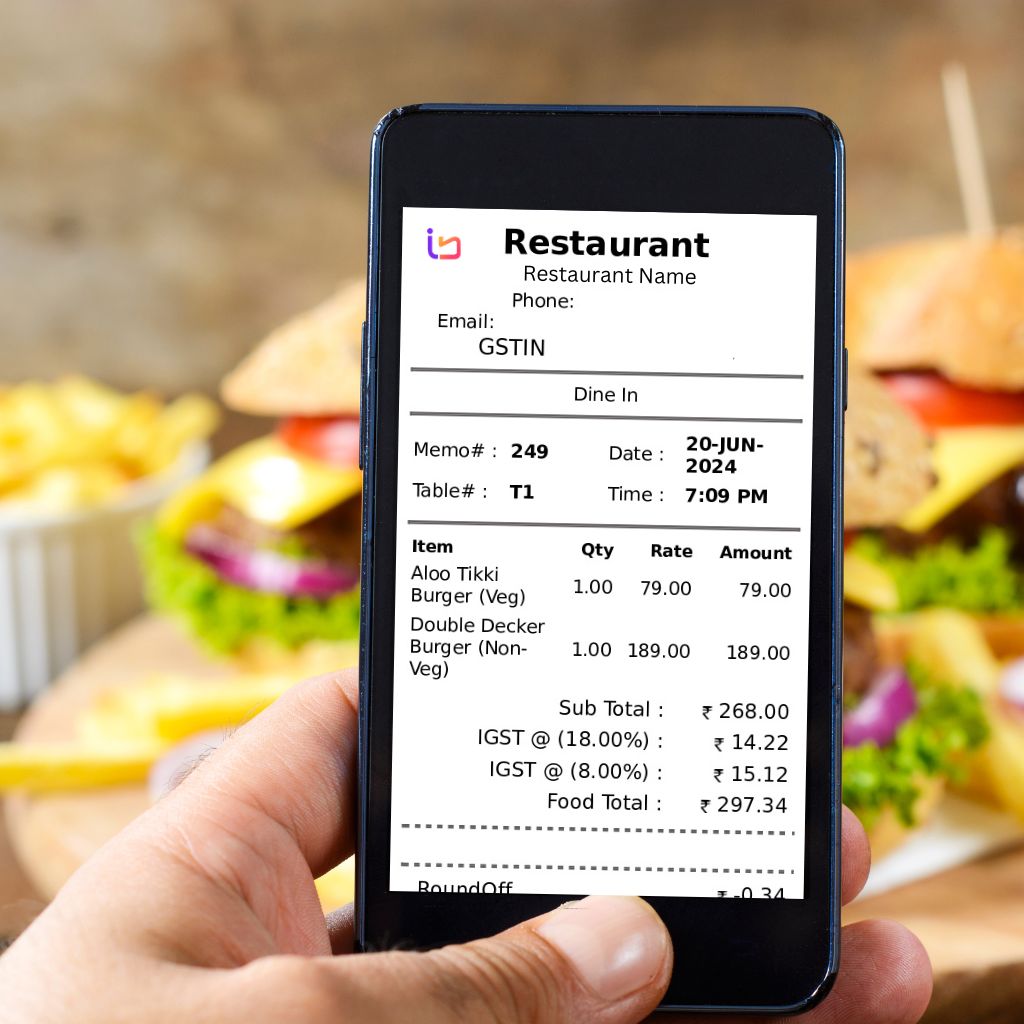 Restaurant
Restaurant Name
Phone:
Email:
GSTIN
Dine In
Memo# : 249 Date : 20-JUN-
2024
Table# : T1 Time : 7:09 PM
Item Qty Rate Amount
Aloo Tikki
Burger (Veg) 1.00 79.00 79.00
Double Decker
Burger (Non-
Veg) 1.00 189.00 189.00
Sub Total : ₹ 268.00
IGST @ (18.00%) : ₹ 14.22
IGST @ (8.00%) : ₹ 15.12
Food Total : ₹ 297.34
RoundOff ₹ -0.34